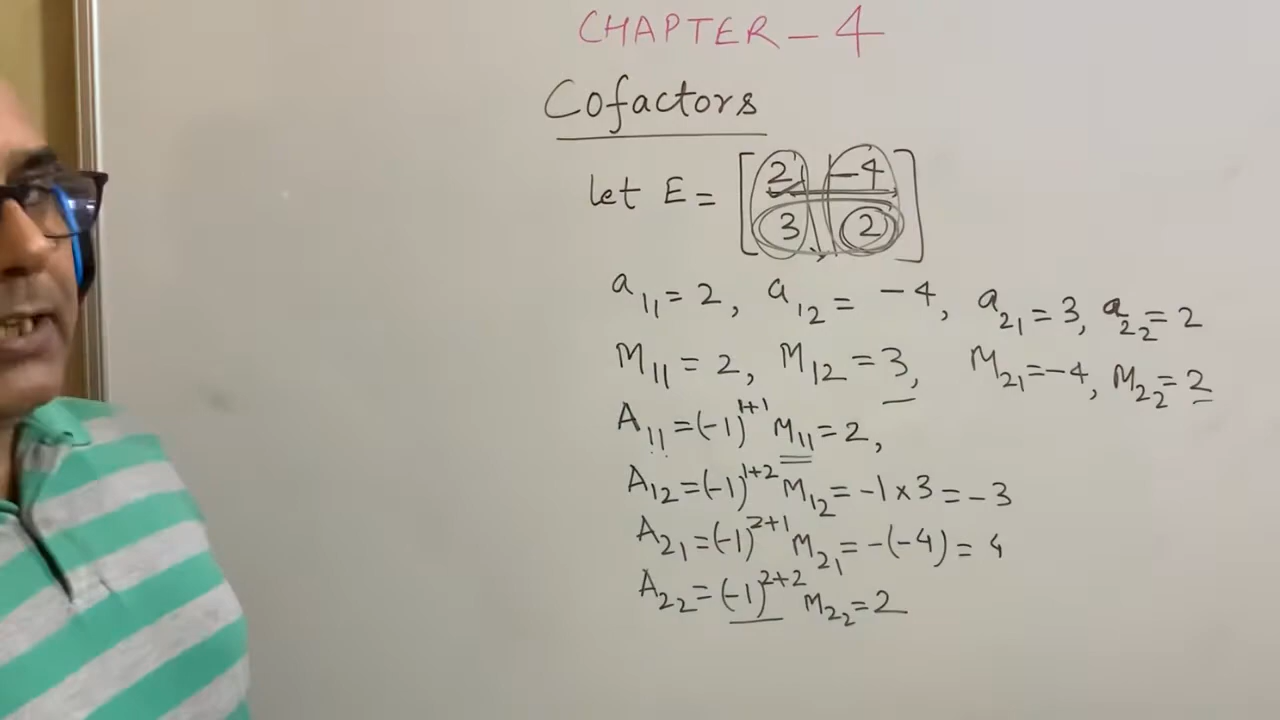 CHAPTER - 4
Cofactors
let E = [2 -4
3 2]
a₁₁ = 2, a₁₂ = -4, a₂₁ = 3, a₂₂ = 2
M₁₁ = 2, M₁₂ = 3, M₂₁ = -4, M₂₂ = 2
A₁₁ = (-1)¹⁺¹ M₁₁ = 2,
A₁₂ = (-1)¹⁺² M₁₂ = -1 × 3 = -3
A₂₁ = (-1)²⁺¹ M₂₁ = -(-4) = 4
A₂₂ = (-1)²⁺² M₂₂ = 2